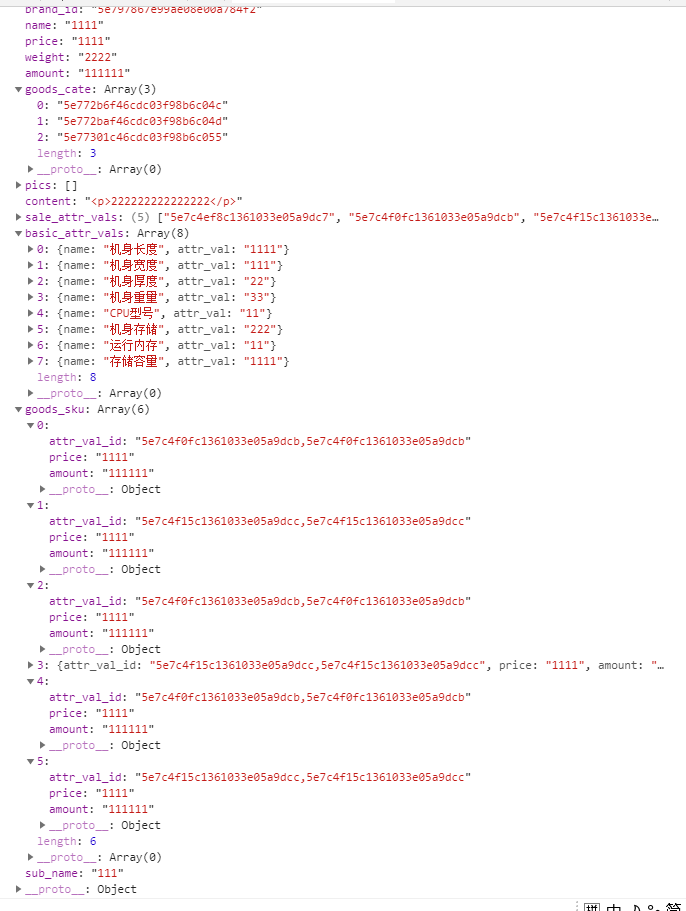 brand_id: "5e797867e99ae08e00a784f2"
name: "1111"
price: "1111"
weight: "2222"
amount: "111111"
goods_cate: Array(3)
0: "5e772b6f46cdc03f98b6c04c"
1: "5e772baf46cdc03f98b6c04d"
2: "5e77301c46cdc03f98b6c055"
length: 3
__proto__: Array(0)
pics: []
content: "<p>222222222222222</p>"
sale_attr_vals: (5) ["5e7c4ef8c1361033e05a9dc7", "5e7c4f0fc1361033e05a9dcb", "5e7c4f15c1361033e…
basic_attr_vals: Array(8)
0: {name: "机身长度", attr_val: "1111"}
1: {name: "机身宽度", attr_val: "111"}
2: {name: "机身厚度", attr_val: "22"}
3: {name: "机身重量", attr_val: "33"}
4: {name: "CPU型号", attr_val: "11"}
5: {name: "机身存储", attr_val: "222"}
6: {name: "运行内存", attr_val: "11"}
7: {name: "存储容量", attr_val: "1111"}
length: 8
__proto__: Array(0)
goods_sku: Array(6)
0:
attr_val_id: "5e7c4f0fc1361033e05a9dcb,5e7c4f0fc1361033e05a9dcb"
price: "1111"
amount: "111111"
__proto__: Object
1:
attr_val_id: "5e7c4f15c1361033e05a9dcc,5e7c4f15c1361033e05a9dcc"
price: "1111"
amount: "111111"
__proto__: Object
2:
attr_val_id: "5e7c4f0fc1361033e05a9dcb,5e7c4f0fc1361033e05a9dcb"
price: "1111"
amount: "111111"
__proto__: Object
3: {attr_val_id: "5e7c4f15c1361033e05a9dcc,5e7c4f15c1361033e05a9dcc", price: "1111", amount: "…
4:
attr_val_id: "5e7c4f0fc1361033e05a9dcb,5e7c4f0fc1361033e05a9dcb"
price: "1111"
amount: "111111"
__proto__: Object
5:
attr_val_id: "5e7c4f15c1361033e05a9dcc,5e7c4f15c1361033e05a9dcc"
price: "1111"
amount: "111111"
__proto__: Object
length: 6
__proto__: Array(0)
sub_name: "111"
__proto__: Object